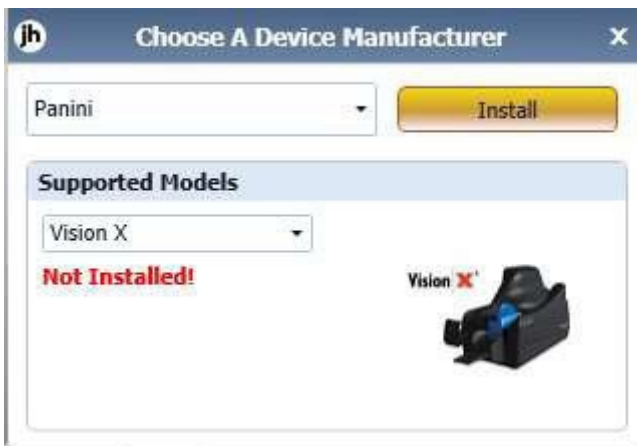 jh Choose A Device Manufacturer X
Panini Install
Supported Models
Vision X
Not Installed!
Vision X